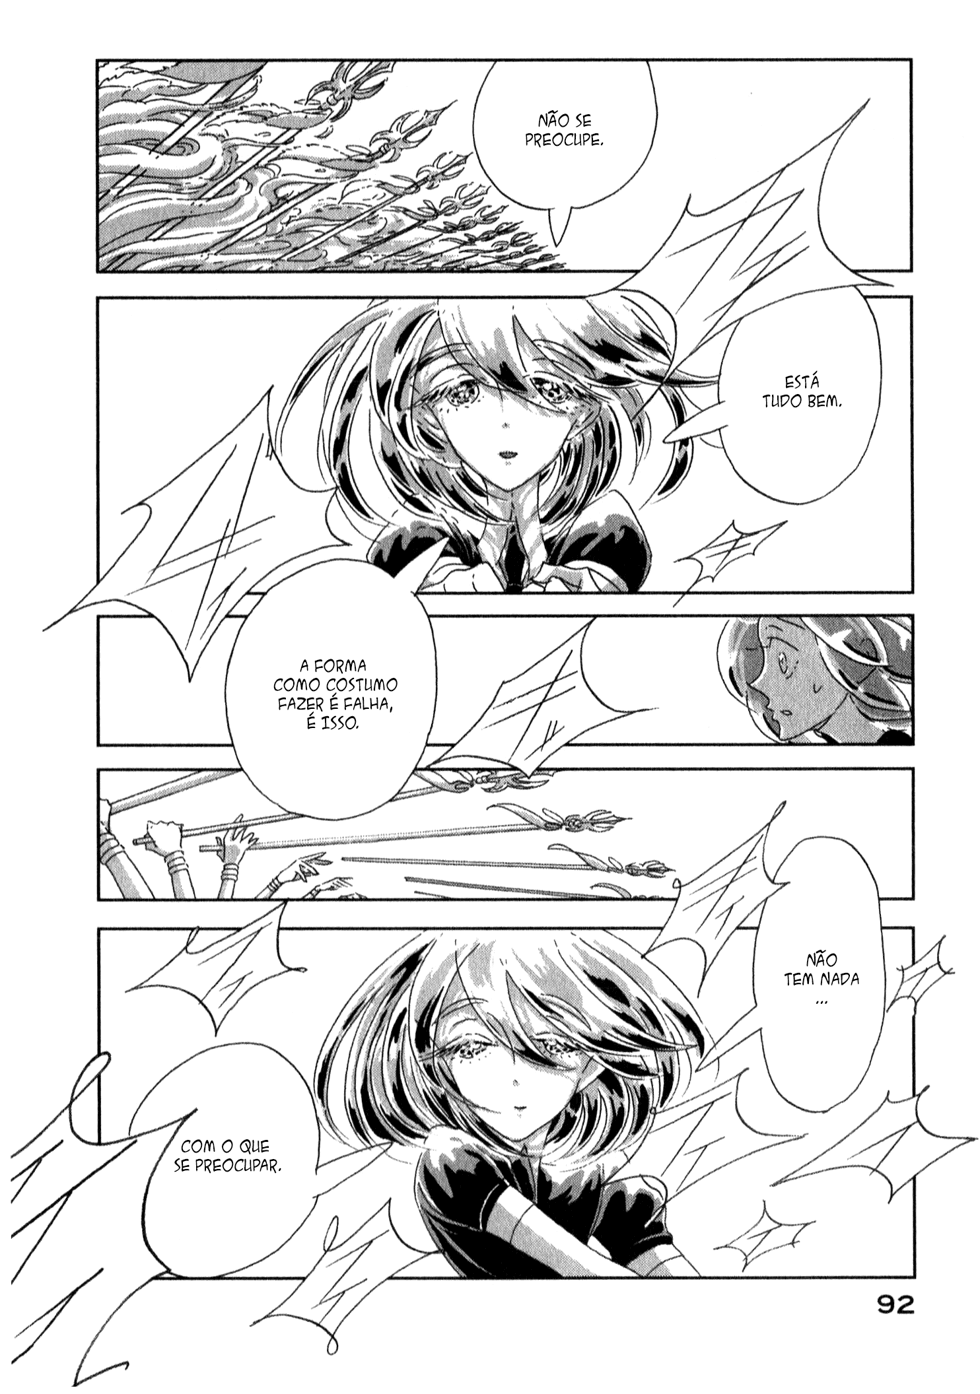 NÃO SE
PREOCUPE.
ESTÁ
TUDO BEM.
A FORMA
COMO COSTUMO
FAZER É FALHA,
É ISSO.
NÃO
TEM NADA
...
COM O QUE
SE PREOCUPAR.
92